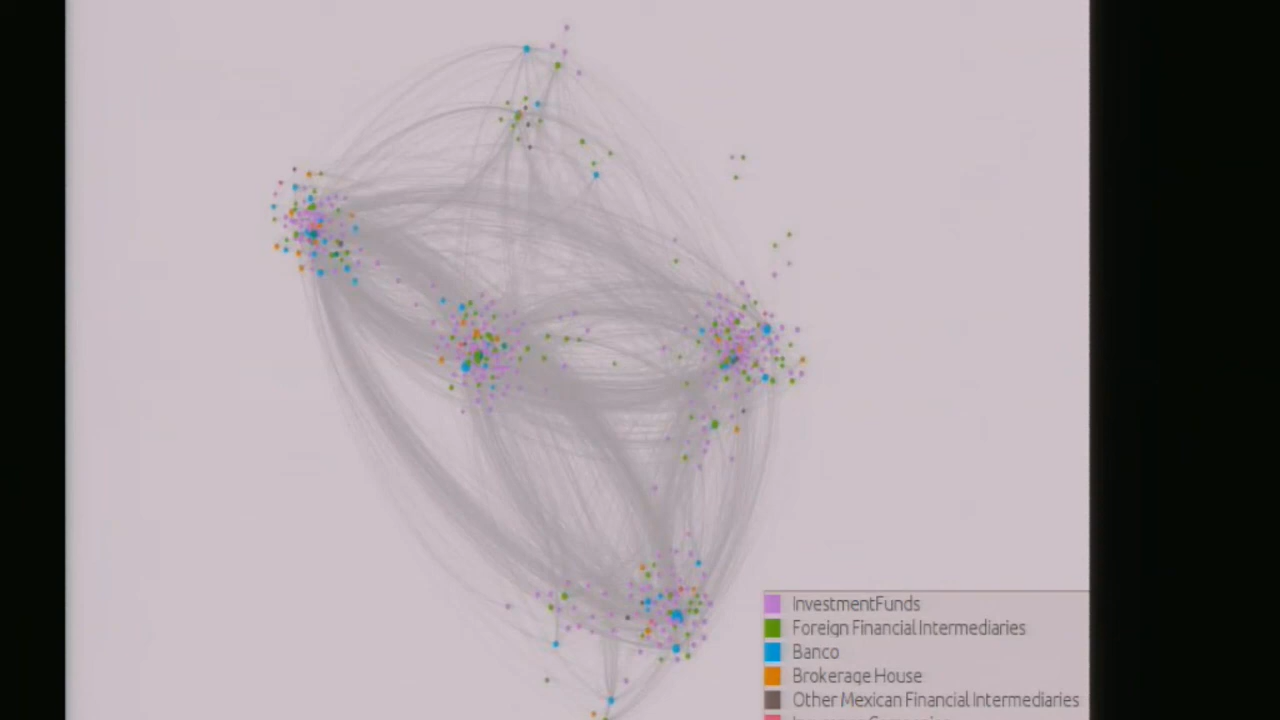 InvestmentFunds
Foreign Financial Intermediaries
Banco
Brokerage House
Other Mexican Financial Intermediaries